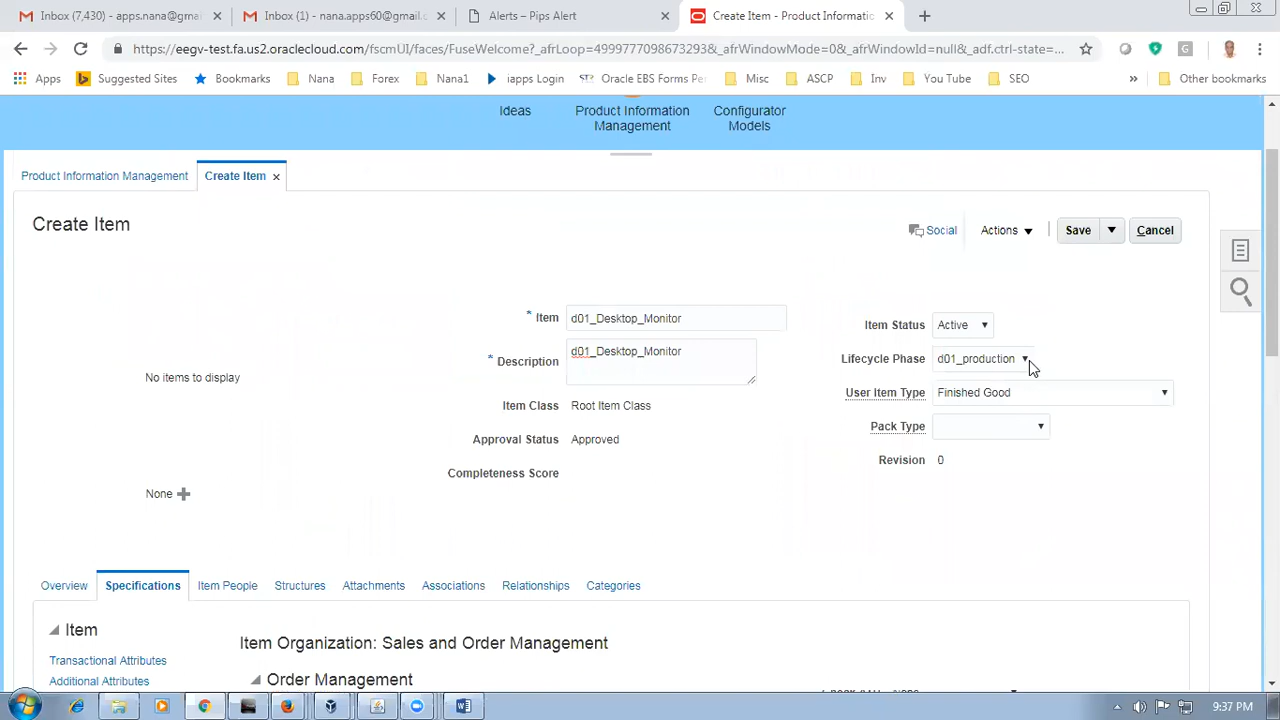 Inbox (7,430) - apps.nana@gmai
Inbox (1) - nana.apps60@gmail.c
Alerts – Pips Alert
Create Item - Product Informatic
https://eegv-test.fa.us2.oraclecloud.com/fscmUI/faces/FuseWelcome?_afrLoop=49997770986732​93&_afrWindowMode=0&_afrWindowId=null&_adf.ctrl-state=...
Apps
Suggested Sites
Bookmarks
Nana
Forex
Nana1
iapps Login
Oracle EBS Forms Per
Misc
ASCP
Inv
You Tube
SEO
Other bookmarks
Ideas
Product Information Management
Configurator Models
Product Information Management
Create Item
Create Item
Social
Actions
Save
Cancel
* Item d01_Desktop_Monitor
Item Status Active
* Description d01_Desktop_Monitor
Lifecycle Phase d01_production
No items to display
User Item Type Finished Good
Item Class Root Item Class
Pack Type
Approval Status Approved
Revision 0
Completeness Score
None
Overview
Specifications
Item People
Structures
Attachments
Associations
Relationships
Categories
Item
Item Organization: Sales and Order Management
Transactional Attributes
Order Management
Additional Attributes
9:37 PM